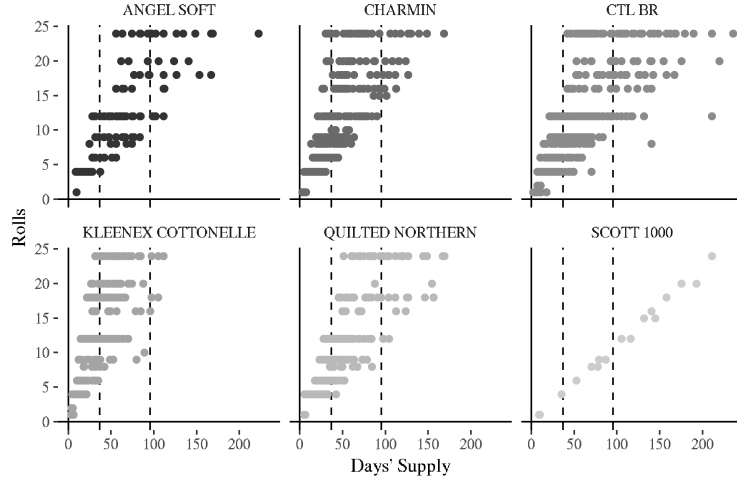 ANGEL SOFT CHARMIN CTL BR
25
20
15
10
5
0
Rolls
KLEENEX COTTONELLE QUILTED NORTHERN SCOTT 1000
25
20
15
10
5
0
0 50 100 150 200 0 50 100 150 200 0 50 100 150 200
Days' Supply